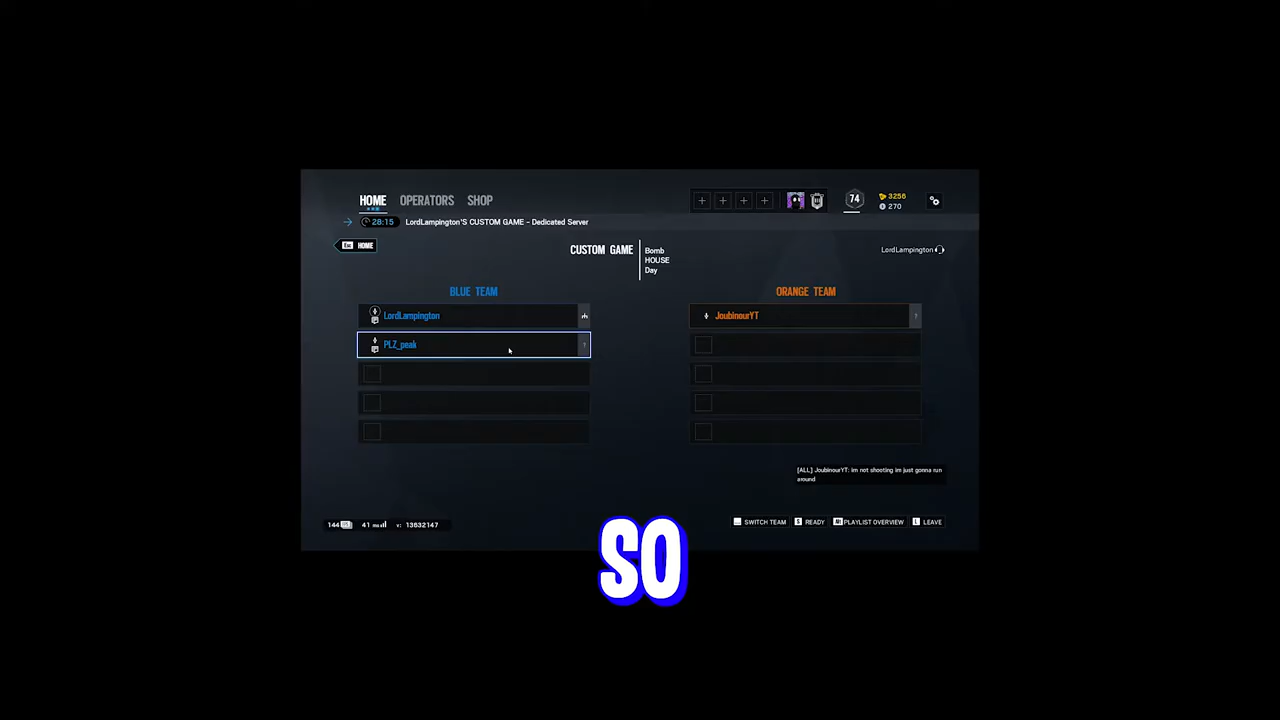 HOME OPERATORS SHOP
74
3256
270
28:15 LordLampington'S CUSTOM GAME - Dedicated Server
Esc HOME
CUSTOM GAME
Bomb
HOUSE
Day
LordLampington
BLUE TEAM
LordLampington
PLZ_peak
ORANGE TEAM
JoubinourYT
[ALL] JoubinourYT: im not shooting im just gonna run
around
144 41 v: 13632147
SWITCH TEAM S READY Alt PLAYLIST OVERVIEW L LEAVE
SO